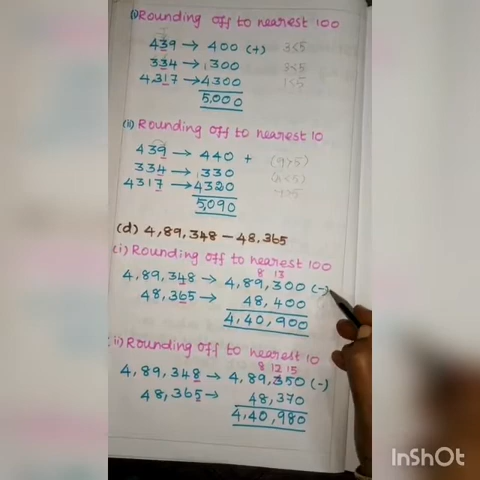 (i) Rounding off to nearest 100
439 → 400 (+) 3<5
334 → 300 3<5
4,317 → 4300 1<5
5,000
(ii) Rounding off to nearest 10
439 → 440 + (9>5)
334 → 330 (4<5)
4317 → 4320 7>5
5,090
(d) 4,89,348 - 48,365
(i) Rounding off to nearest 100
8 13
4,89,348 → 4,89,300 (-)
48,365 → 48,400
4,40,900
ii) Rounding off to nearest 10
8 12 15
4,89,348 → 4,89,350 (-)
48,365 → 48,370
4,40,980
InShOt